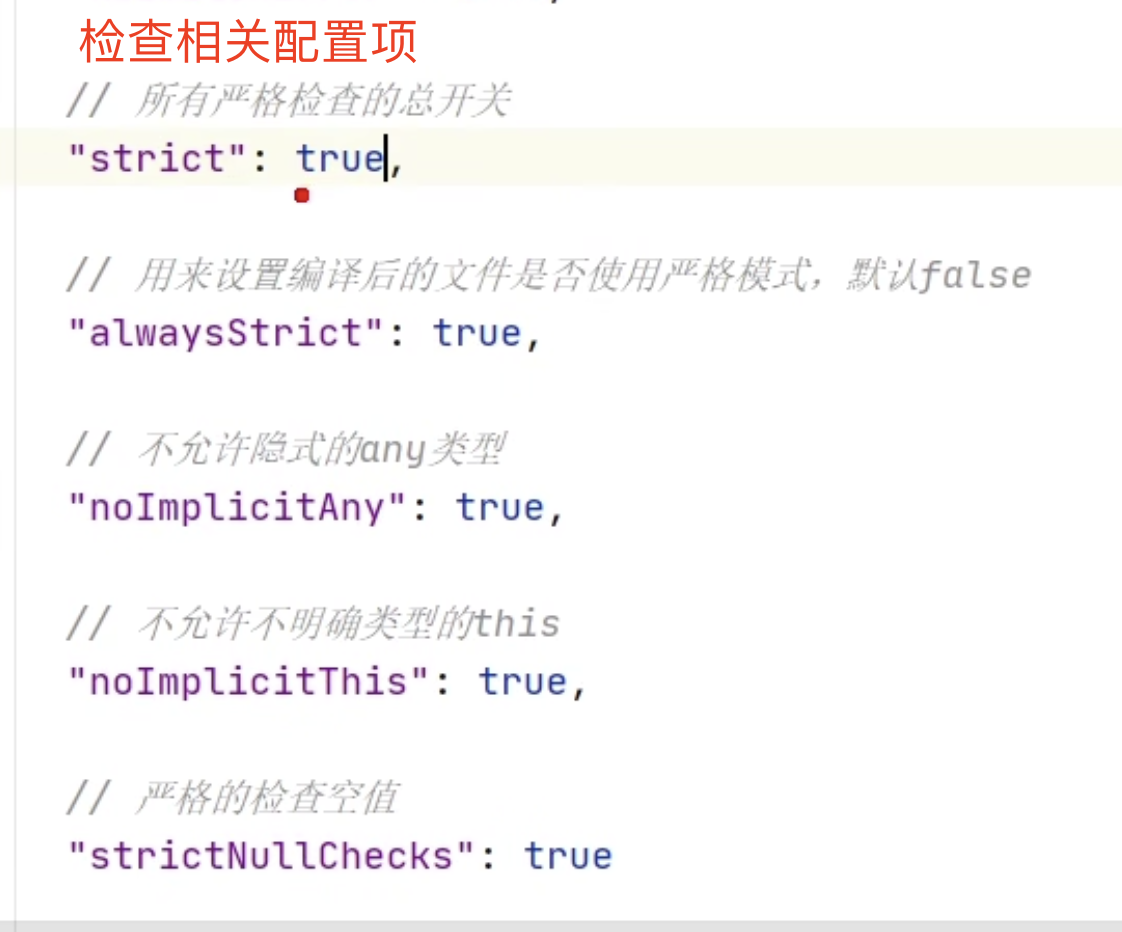 检查相关配置项
// 所有严格检查的总开关
"strict": true,
// 用来设置编译后的文件是否使用严格模式，默认false
"alwaysStrict": true,
// 不允许隐式的any类型
"noImplicitAny": true,
// 不允许不明确类型的this
"noImplicitThis": true,
// 严格的检查空值
"strictNullChecks": true